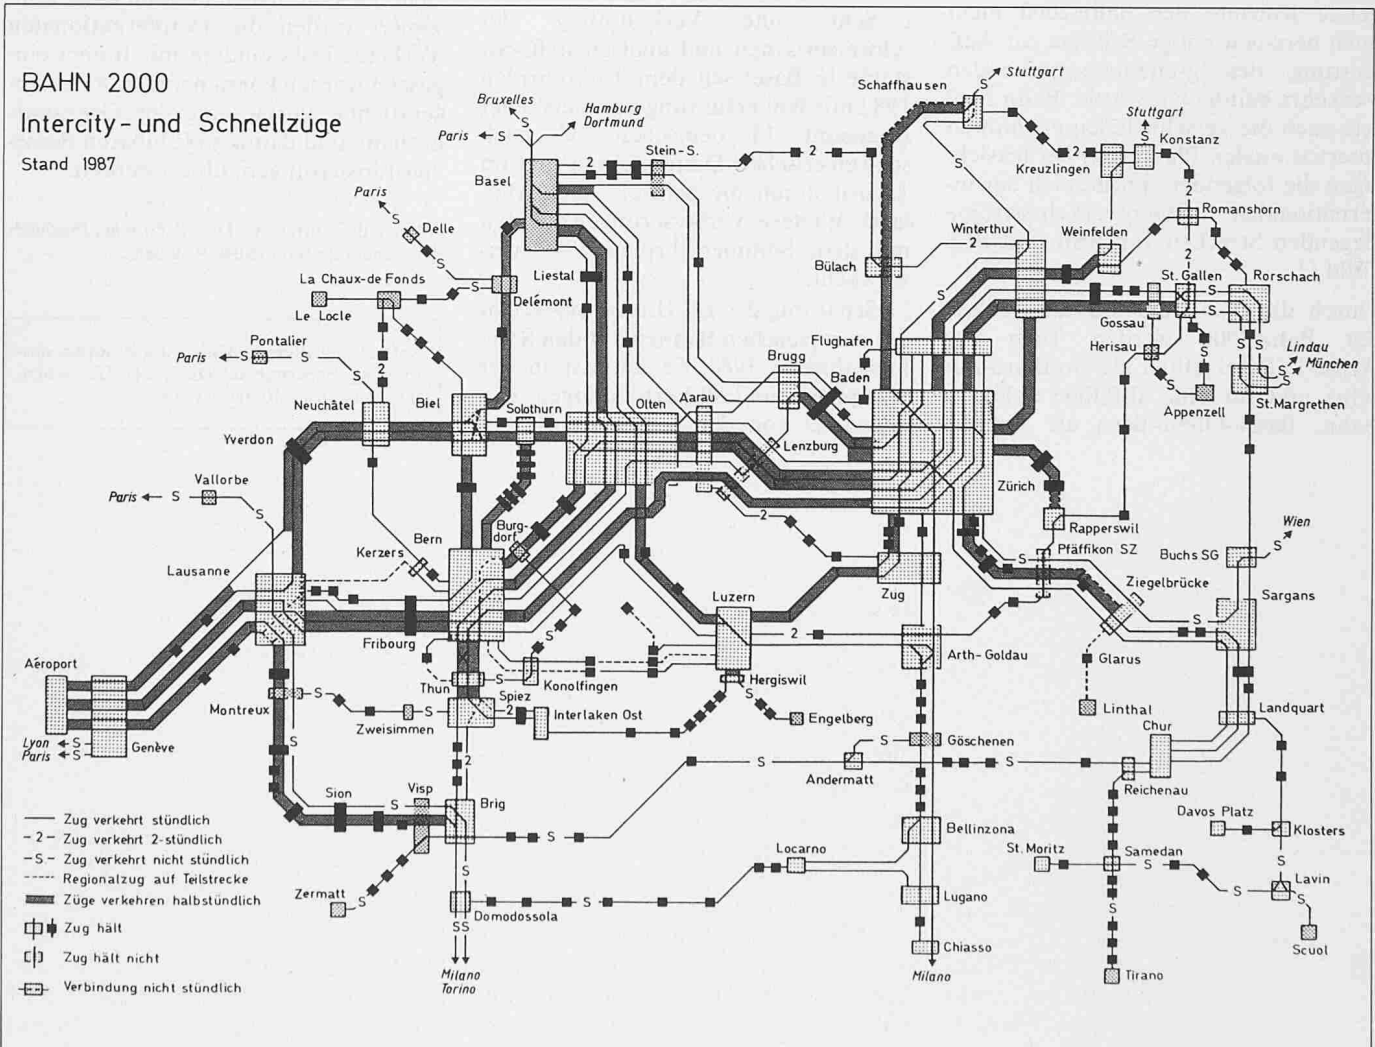 BAHN 2000
Intercity-und Schnellzüge
Stand 1987
Bruxelles
Paris
Hamburg
Dortmund
Schaffhausen
Stuttgart
Stuttgart
Konstanz
Kreuzlingen
Stein-S.
Basel
2
S
Paris
Delle
Romanshorn
Weinfelden
Winterthur
2
Bülach
Liestal
La Chaux-de-Fonds
Le Locle
Delémont
St. Gallen
Rorschach
Gossau
Pontalier
Paris
Brugg
Flughafen
Baden
Herisau
Lindau
München
Appenzell
St. Margrethen
Neuchâtel
Biel
Solothurn
Olten
Aarau
Lenzburg
Yverdon
Vallorbe
Paris
Zürich
Rapperswil
Wien
Burg-
dorf
Bern
Kerzers
Pfäffikon SZ
Buchs SG
Lausanne
Zug
Ziegelbrücke
Luzern
Sargans
Fribourg
Aéroport
Arth-Goldau
Glarus
Thun
Konolfingen
Hergiswil
Montreux
Spiez
2
Interlaken Ost
Engelberg
Linthal
Landquart
Zweisimmen
Chur
Lyon
Paris
Genève
Göschenen
Andermatt
Reichenau
Sion
Visp
Brig
Davos Platz
Klosters
Bellinzona
Locarno
St. Moritz
Samedan
Lavin
Zermatt
Domodossola
Lugano
Scuol
Chiasso
Milano
Torino
Milano
Tirano
Zug verkehrt stündlich
-2- Zug verkehrt 2-stündlich
-S- Zug verkehrt nicht stündlich
Regionalzug auf Teilstrecke
Züge verkehren halbstündlich
Zug hält
Zug hält nicht
Verbindung nicht stündlich